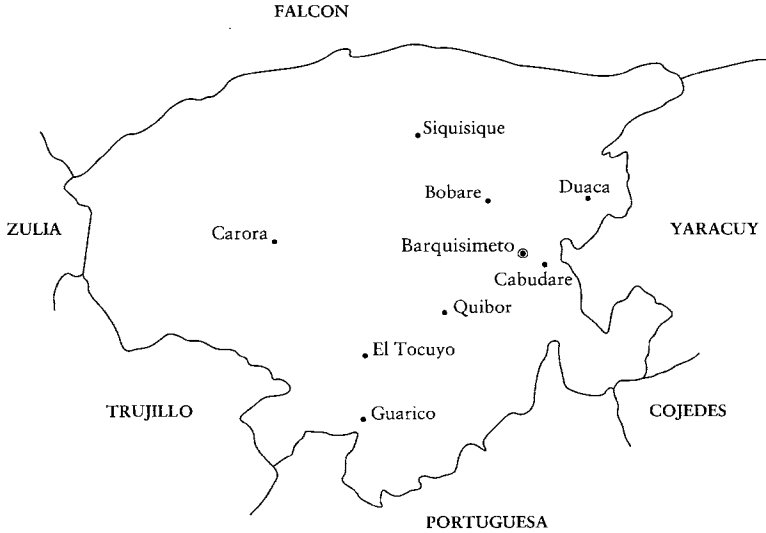 FALCON
Siquisique
Bobare
Duaca
ZULIA
Carora
YARACUY
Barquisimeto
Cabudare
Quibor
El Tocuyo
TRUJILLO
Guarico
COJEDES
PORTUGUESA